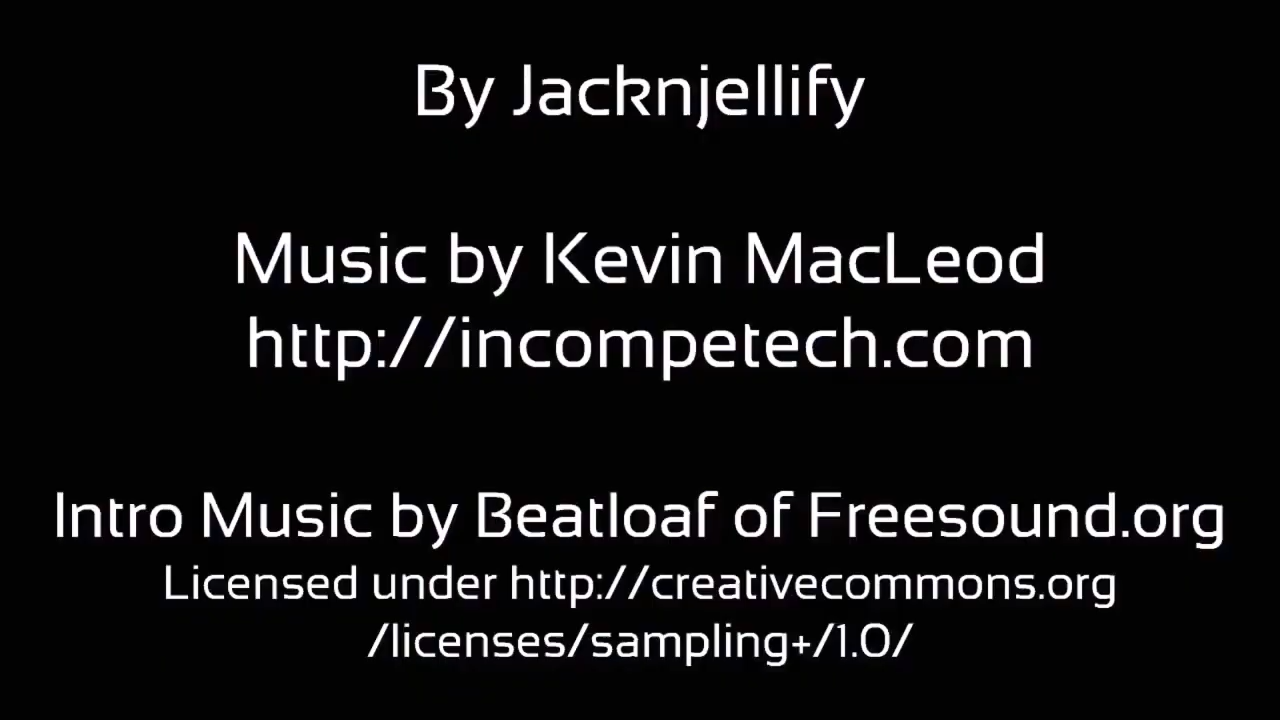 By Jacknjellify
Music by Kevin MacLeod
http://incompetech.com
Intro Music by Beatloaf of Freesound.org
Licensed under http://creativecommons.org
/licenses/sampling+/1.0/